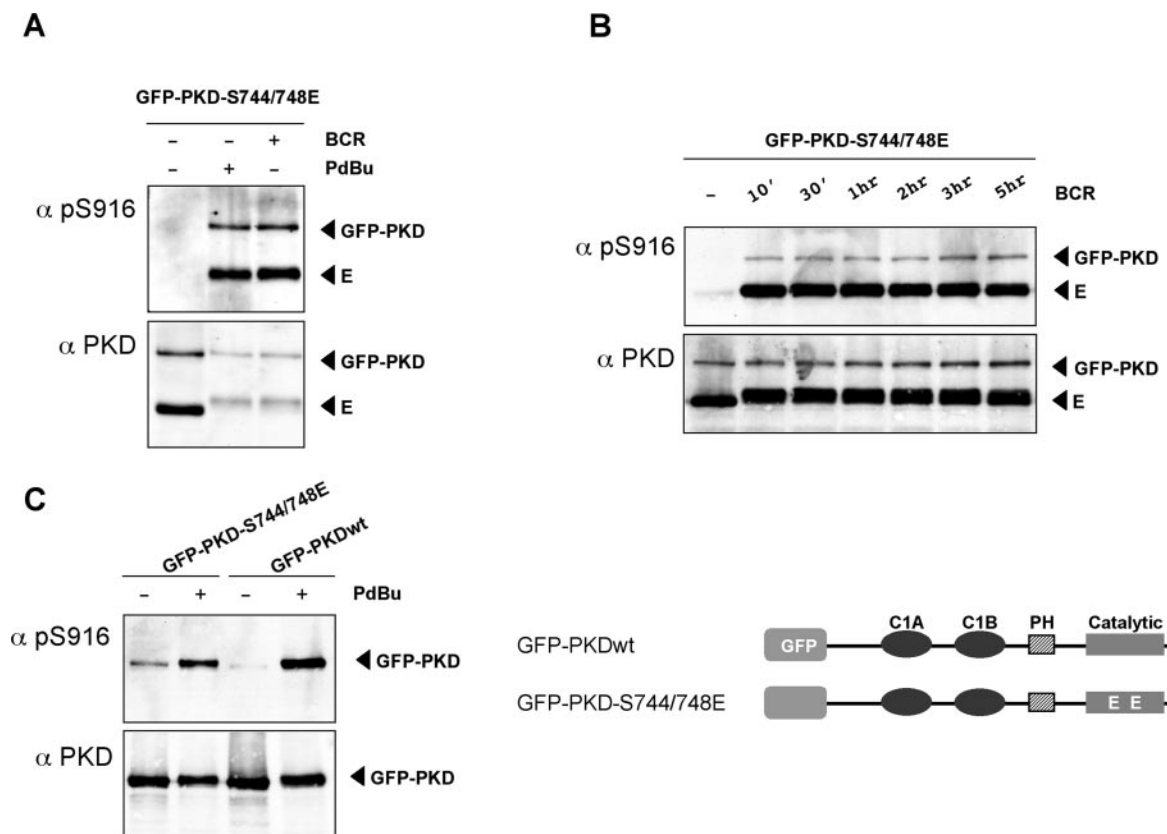 A
GFP-PKD-S744/748E
– – + BCR
– + – PdBu
α pS916
GFP-PKD
E
α PKD
GFP-PKD
E
B
GFP-PKD-S744/748E
– 10' 30' 1hr 2hr 3hr 5hr BCR
α pS916
GFP-PKD
E
α PKD
GFP-PKD
E
C
GFP-PKD-S744/748E
GFP-PKDwt
– + – + PdBu
α pS916
GFP-PKD
α PKD
GFP-PKD
C1A C1B PH Catalytic
GFP-PKDwt GFP
GFP-PKD-S744/748E E E